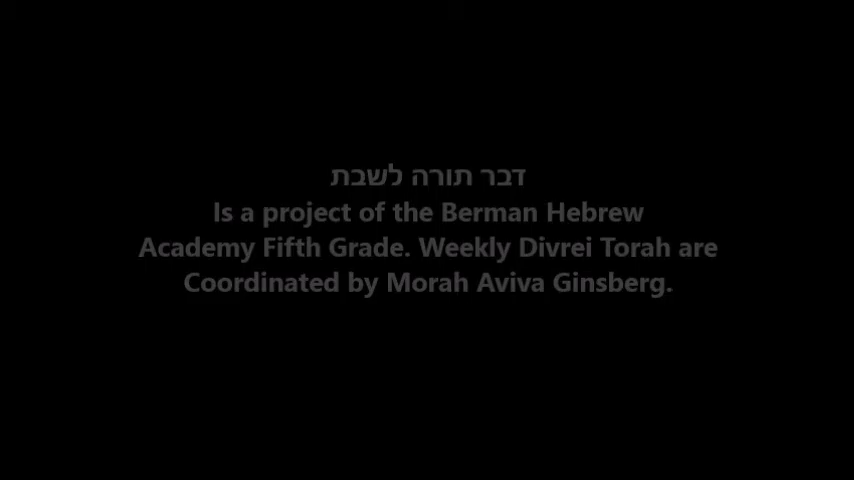 דבר תורה לשבת
Is a project of the Berman Hebrew
Academy Fifth Grade. Weekly Divrei Torah are
Coordinated by Morah Aviva Ginsberg.